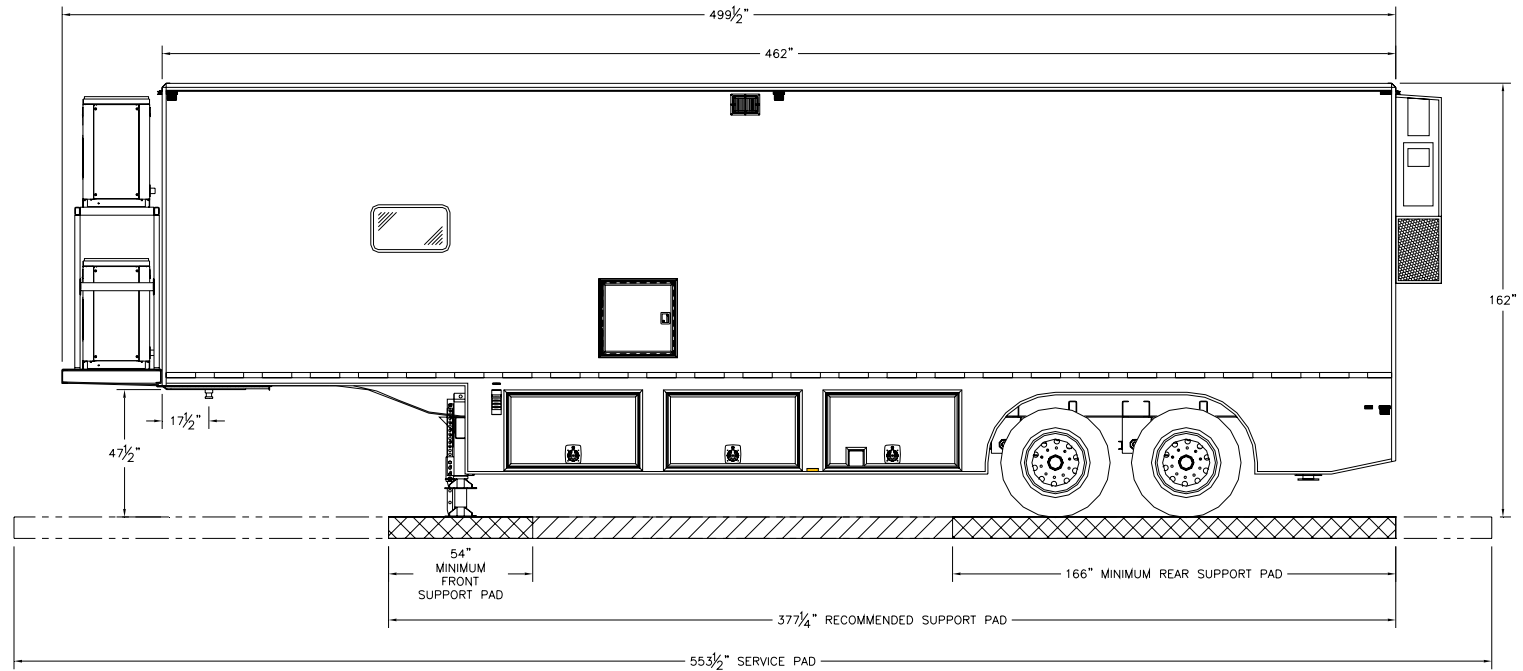 499½"
462"
162"
17½"
47½"
54"
MINIMUM
FRONT
SUPPORT PAD
166" MINIMUM REAR SUPPORT PAD
377¼" RECOMMENDED SUPPORT PAD
553½" SERVICE PAD